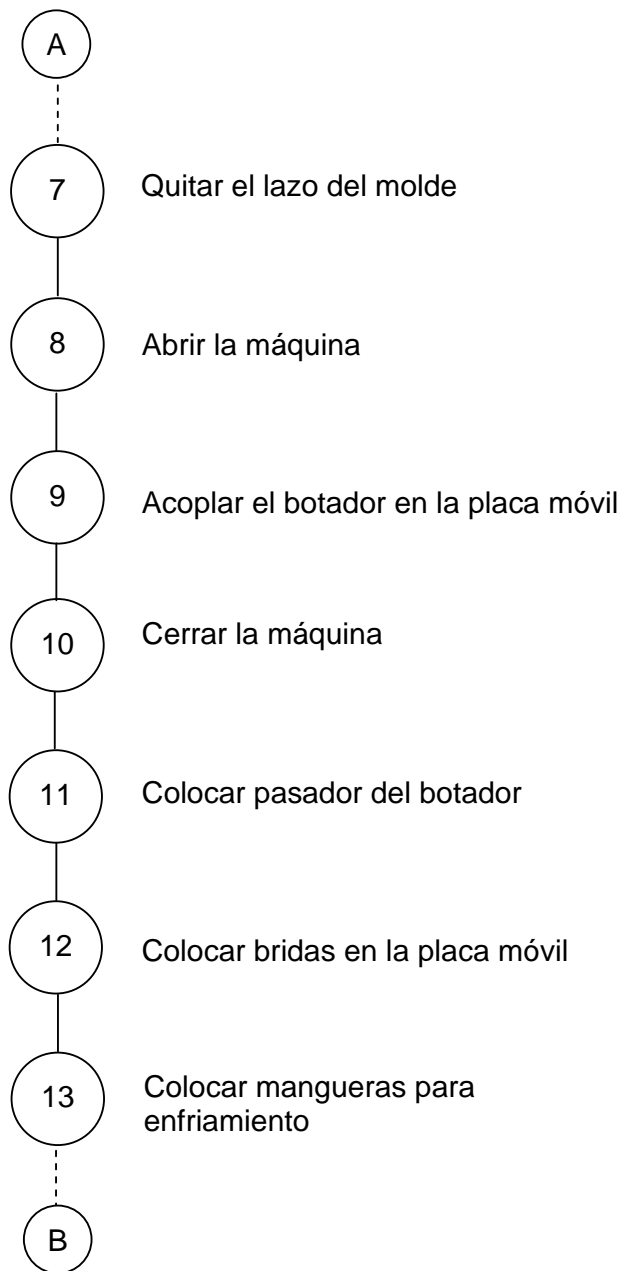 A
7
Quitar el lazo del molde
8
Abrir la máquina
9
Acoplar el botador en la placa móvil
10
Cerrar la máquina
11
Colocar pasador del botador
12
Colocar bridas en la placa móvil
13
Colocar mangueras para
enfriamiento
B